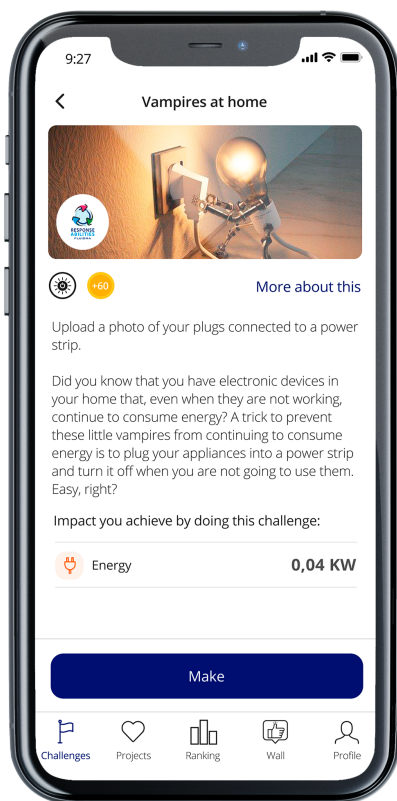 9:27
Vampires at home
RESPONSE
ABILITIES
FLUIDRA
+60
More about this
Upload a photo of your plugs connected to a power
strip.
Did you know that you have electronic devices in
your home that, even when they are not working,
continue to consume energy? A trick to prevent
these little vampires from continuing to consume
energy is to plug your appliances into a power strip
and turn it off when you are not going to use them.
Easy, right?
Impact you achieve by doing this challenge:
Energy 0,04 KW
Make
Challenges Projects Ranking Wall Profile